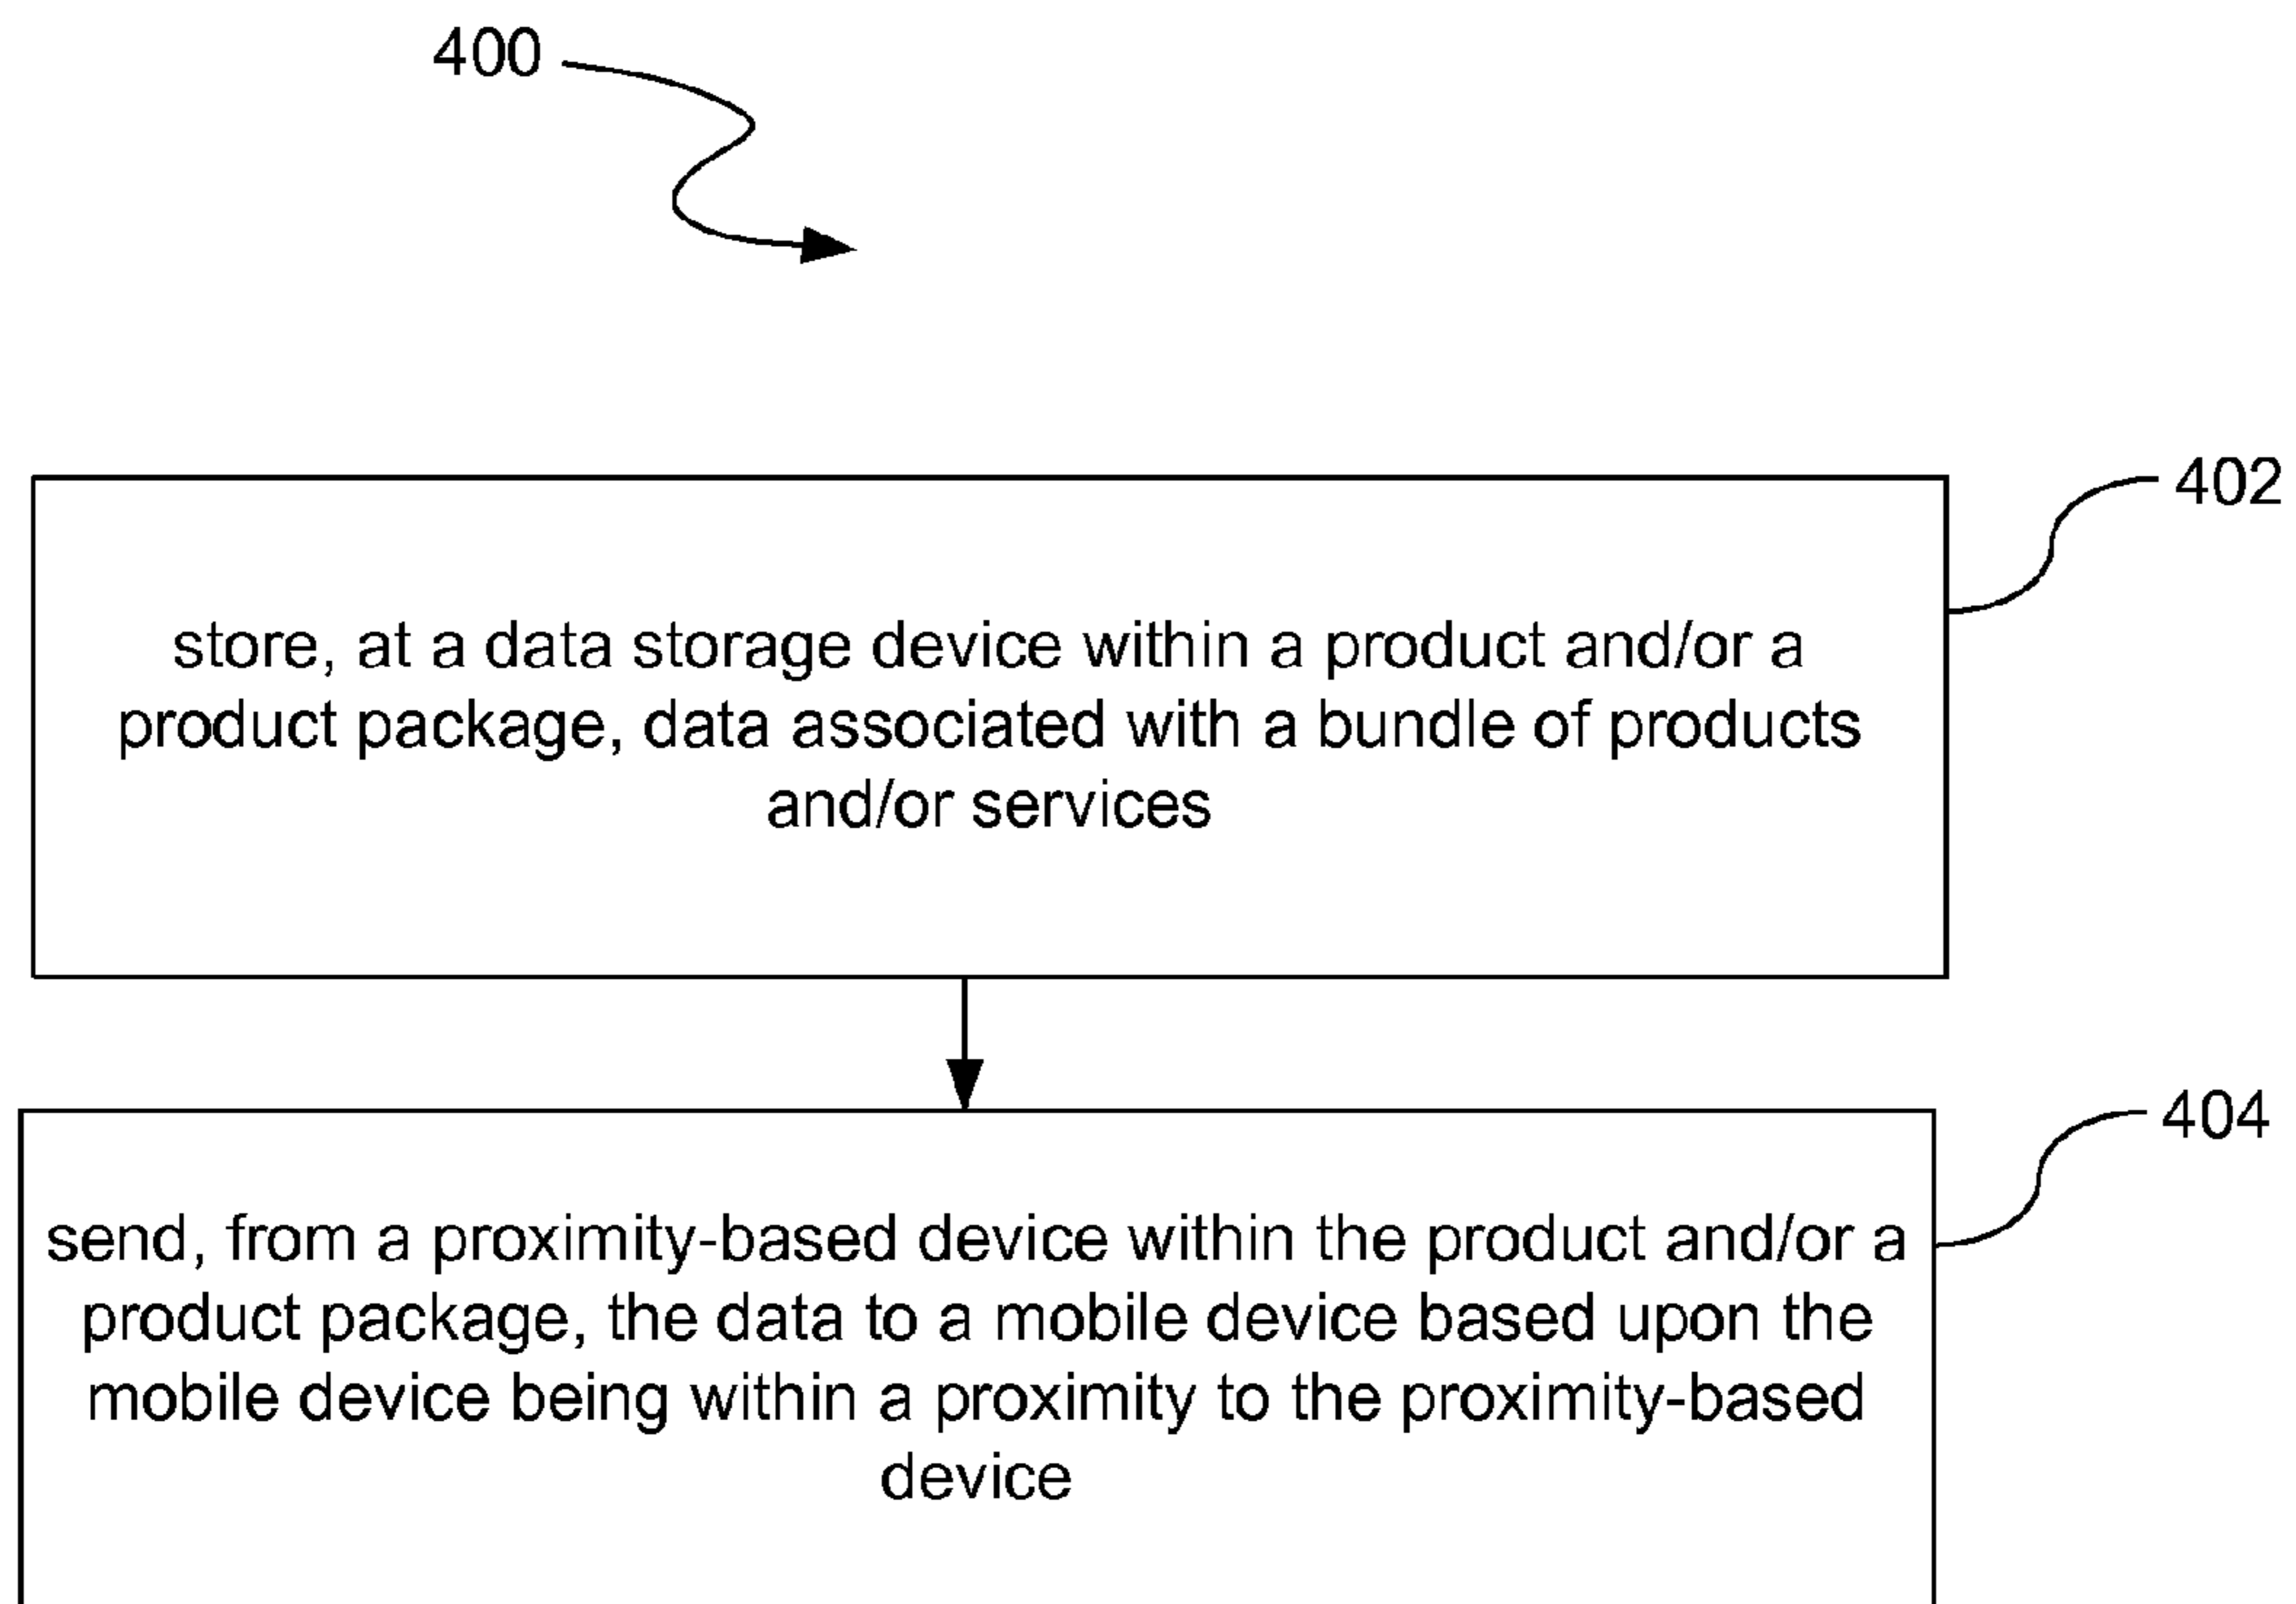 400
402
store, at a data storage device within a product and/or a
product package, data associated with a bundle of products
and/or services
404
send, from a proximity-based device within the product and/or a
product package, the data to a mobile device based upon the
mobile device being within a proximity to the proximity-based
device